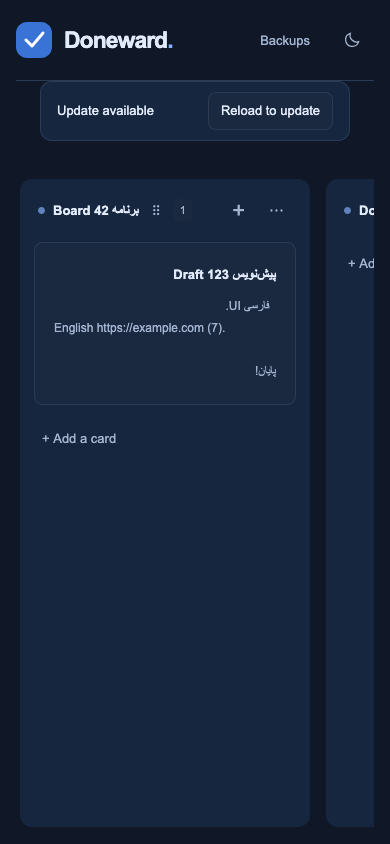 Doneward.
Backups
Update available
Reload to update
برنامه Board 42
1
پیش‌نویس Draft 123
فارسی UI.
English https://example.com (7).
پایان!
+ Add a card
Do
+ Ad